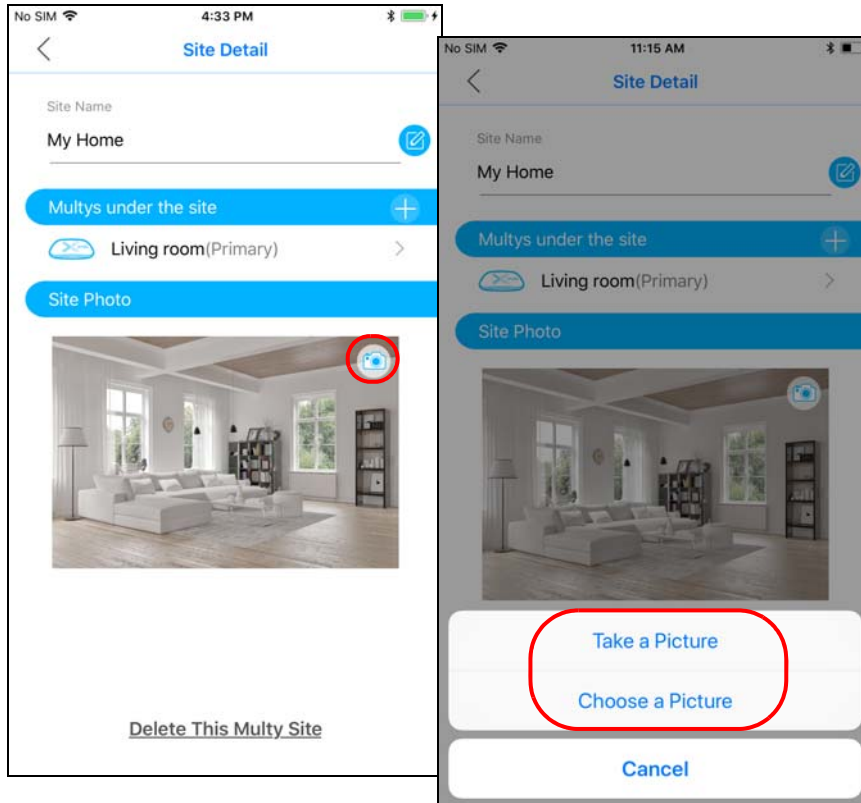 No SIM 4:33 PM
Site Detail
Site Name
My Home
Multys under the site
Living room(Primary)
Site Photo
Delete This Multy Site
No SIM 11:15 AM
Site Detail
Site Name
My Home
Multys under the site
Living room(Primary)
Site Photo
Take a Picture
Choose a Picture
Cancel